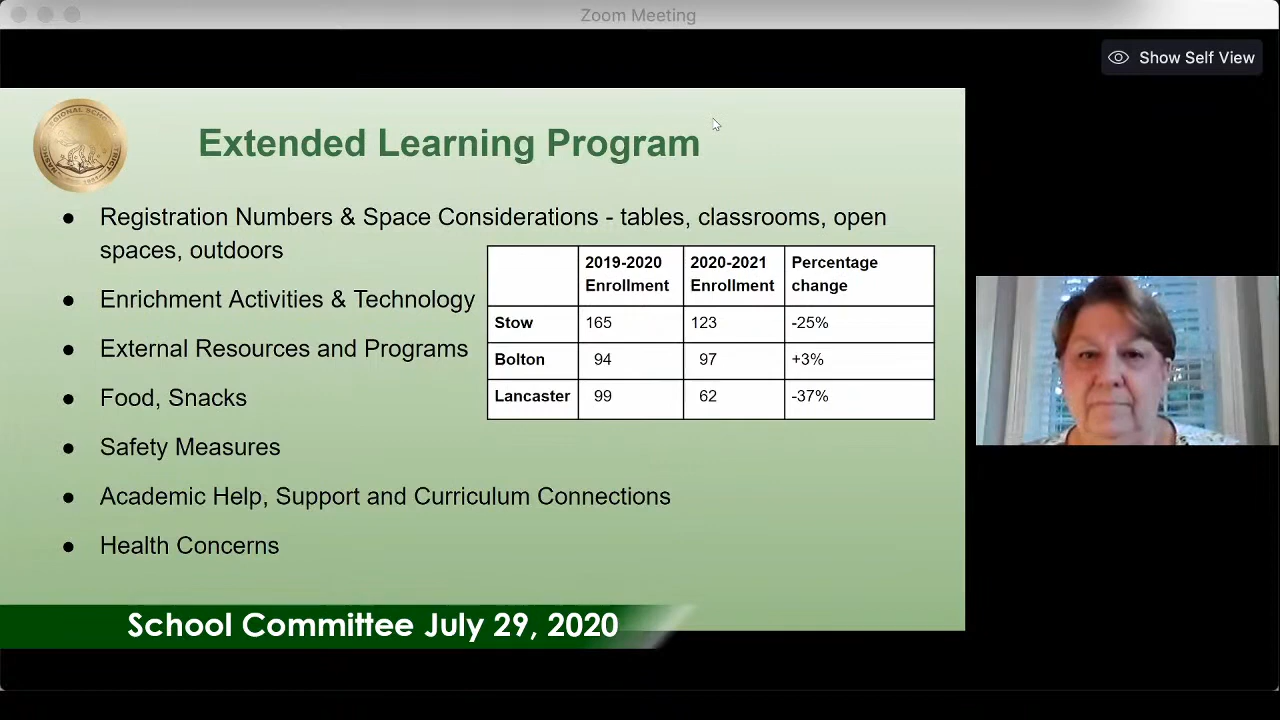 Zoom Meeting
Show Self View
Extended Learning Program
● Registration Numbers & Space Considerations - tables, classrooms, open
spaces, outdoors
● Enrichment Activities & Technology
● External Resources and Programs
● Food, Snacks
● Safety Measures
● Academic Help, Support and Curriculum Connections
● Health Concerns
2019-2020 Enrollment 2020-2021 Enrollment Percentage change
Stow 165 123 -25%
Bolton 94 97 +3%
Lancaster 99 62 -37%
School Committee July 29, 2020